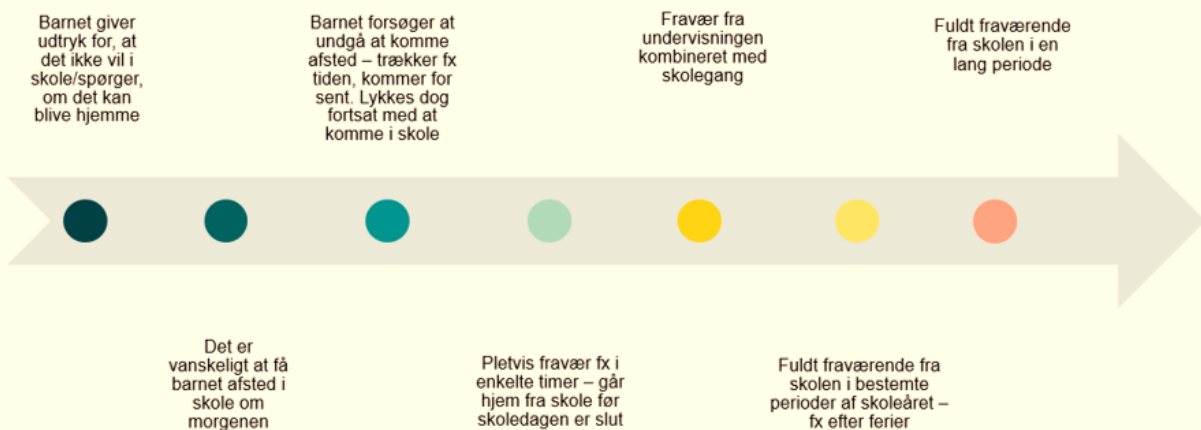 Barnet giver
udtryk for, at
det ikke vil i
skole/spørger,
om det kan
blive hjemme
Det er
vanskeligt at få
barnet afsted i
skole om
morgenen
Barnet forsøger at
undgå at komme
afsted – trækker fx
tiden, kommer for
sent. Lykkes dog
fortsat med at
komme i skole
Pletvis fravær fx i
enkelte timer – går
hjem fra skole før
skoledagen er slut
Fravær fra
undervisningen
kombineret med
skolegang
Fuldt fraværende fra
skolen i bestemte
perioder af skoleåret –
fx efter ferier
Fuldt fraværende
fra skolen i en
lang periode